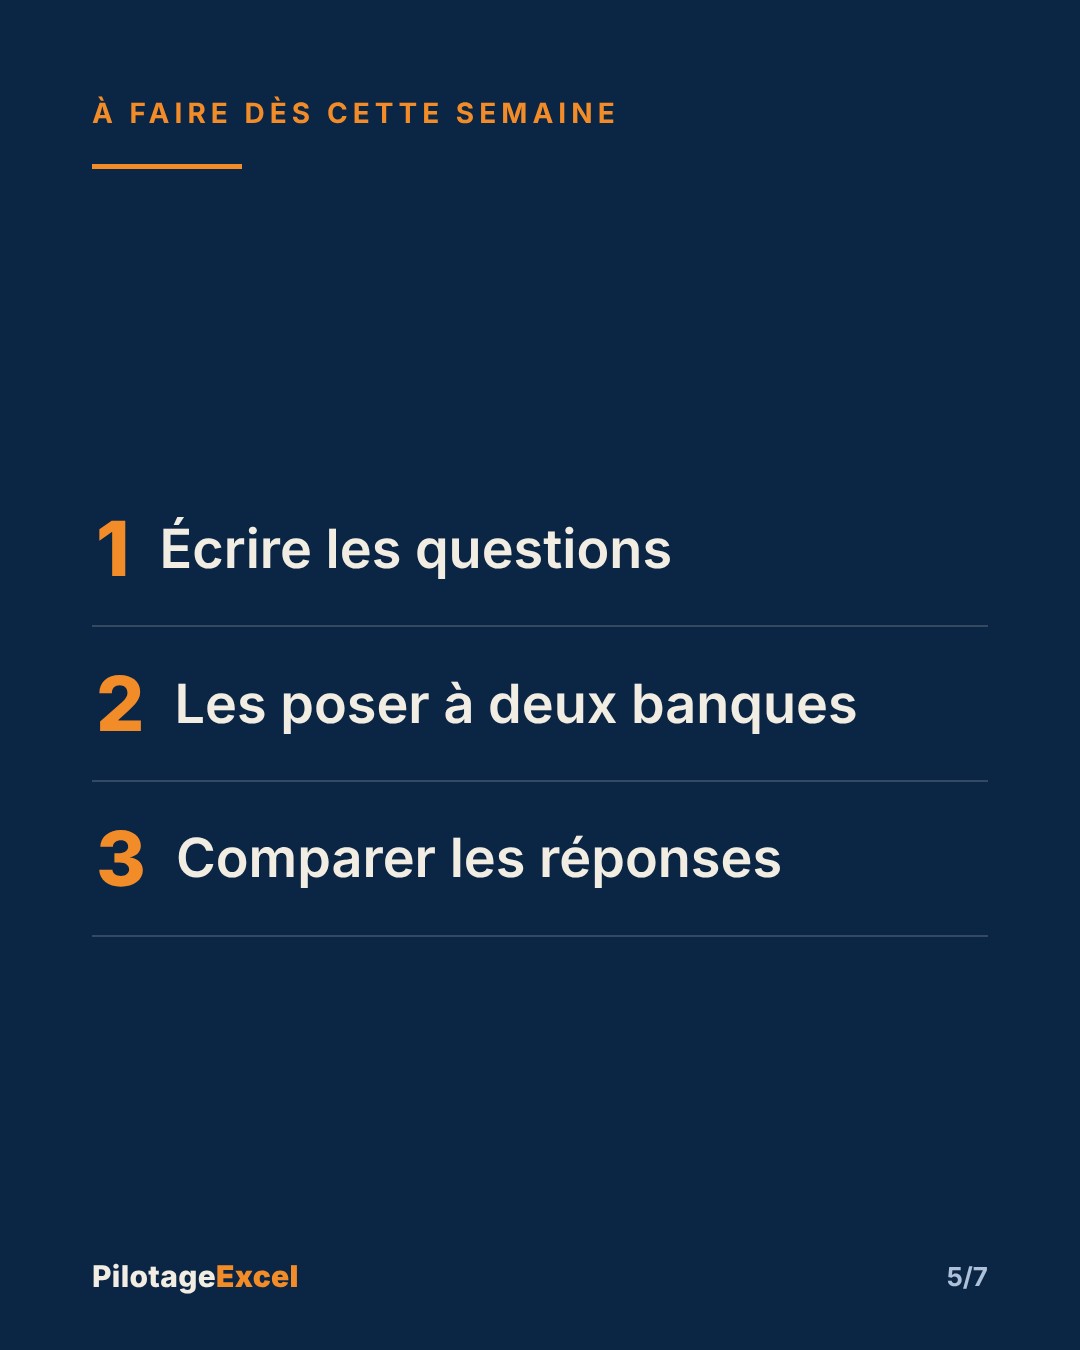 À FAIRE DÈS CETTE SEMAINE
1 Écrire les questions
2 Les poser à deux banques
3 Comparer les réponses
PilotageExcel
5/7